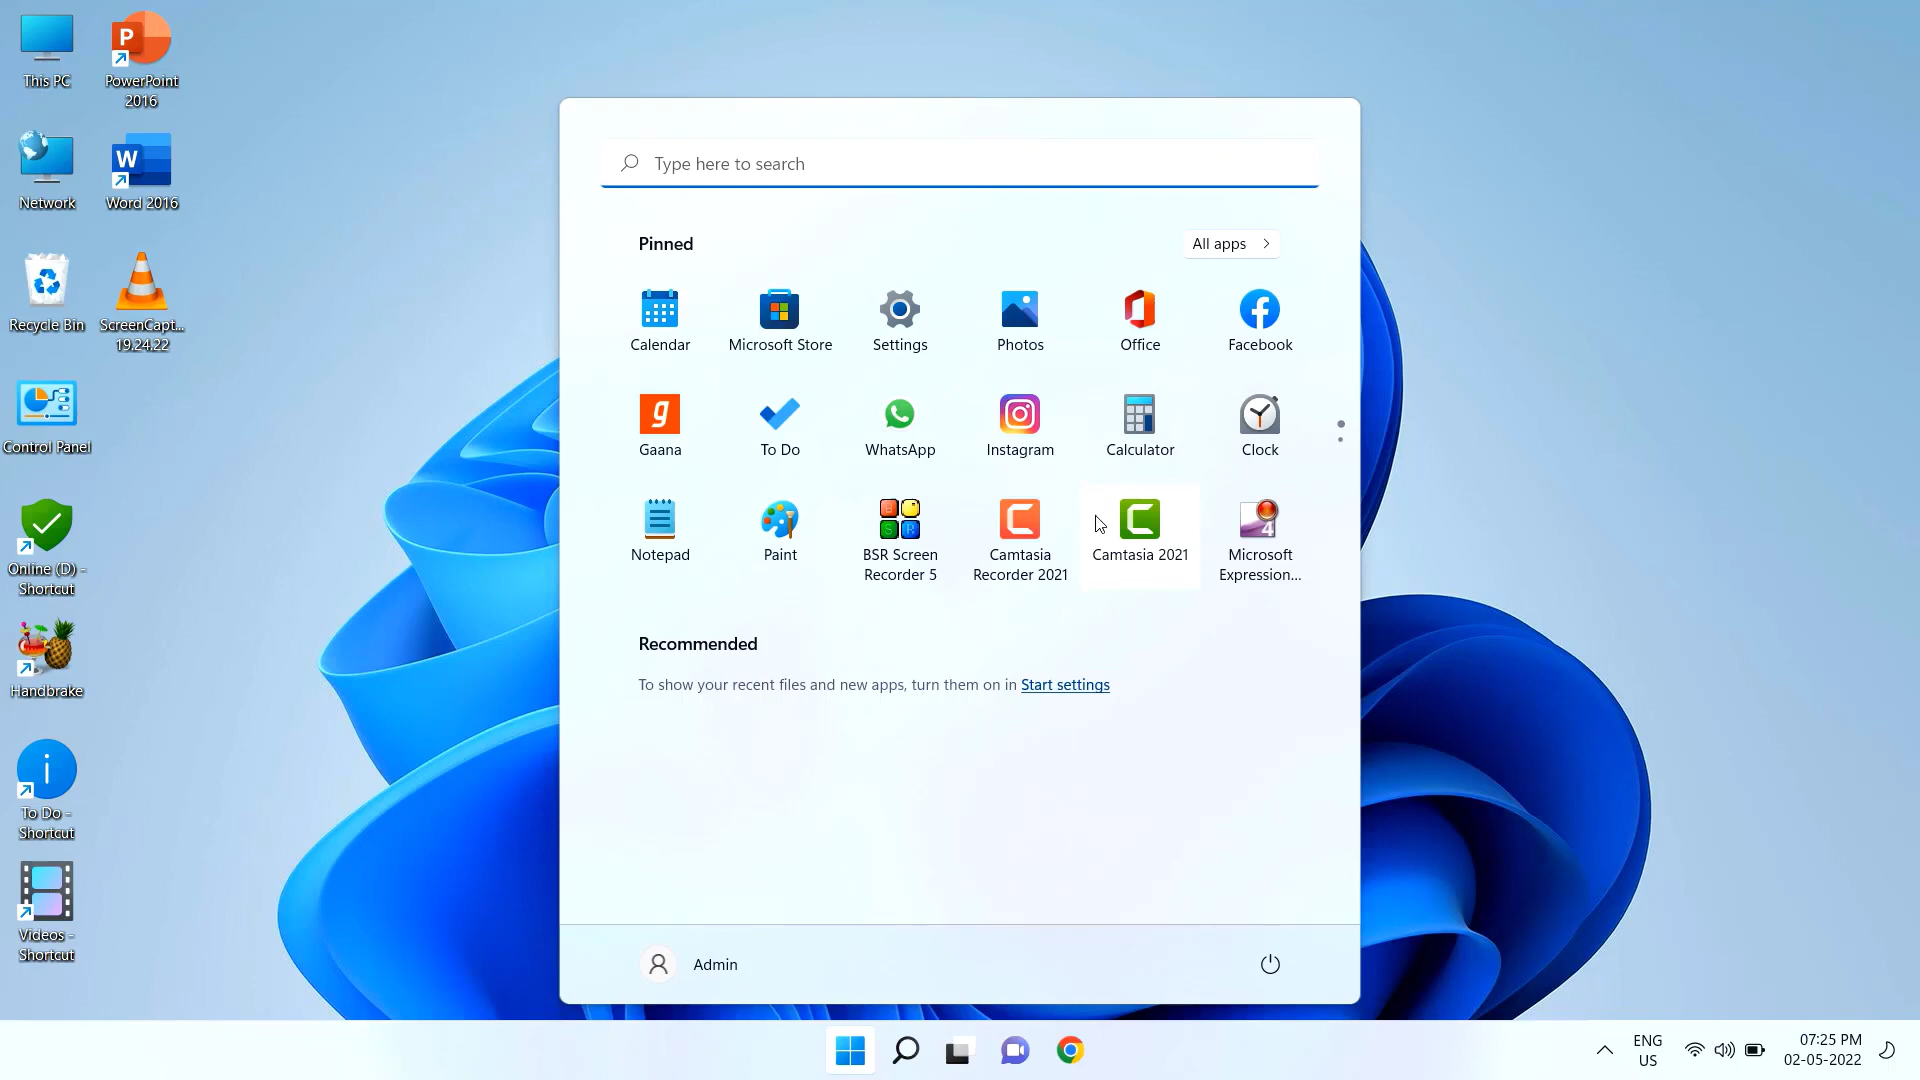 This PC
PowerPoint
2016
Network
Word 2016
Recycle Bin
ScreenCapt...
19.24.22
Control Panel
Online (D) -
Shortcut
Handbrake
To Do -
Shortcut
Videos -
Shortcut
Type here to search
Pinned
All apps
Calendar
Microsoft Store
Settings
Photos
Office
Facebook
Gaana
To Do
WhatsApp
Instagram
Calculator
Clock
Notepad
Paint
BSR Screen
Recorder 5
Camtasia
Recorder 2021
Camtasia 2021
Microsoft
Expression...
Recommended
To show your recent files and new apps, turn them on in Start settings
Admin
ENG
US
07:25 PM
02-05-2022